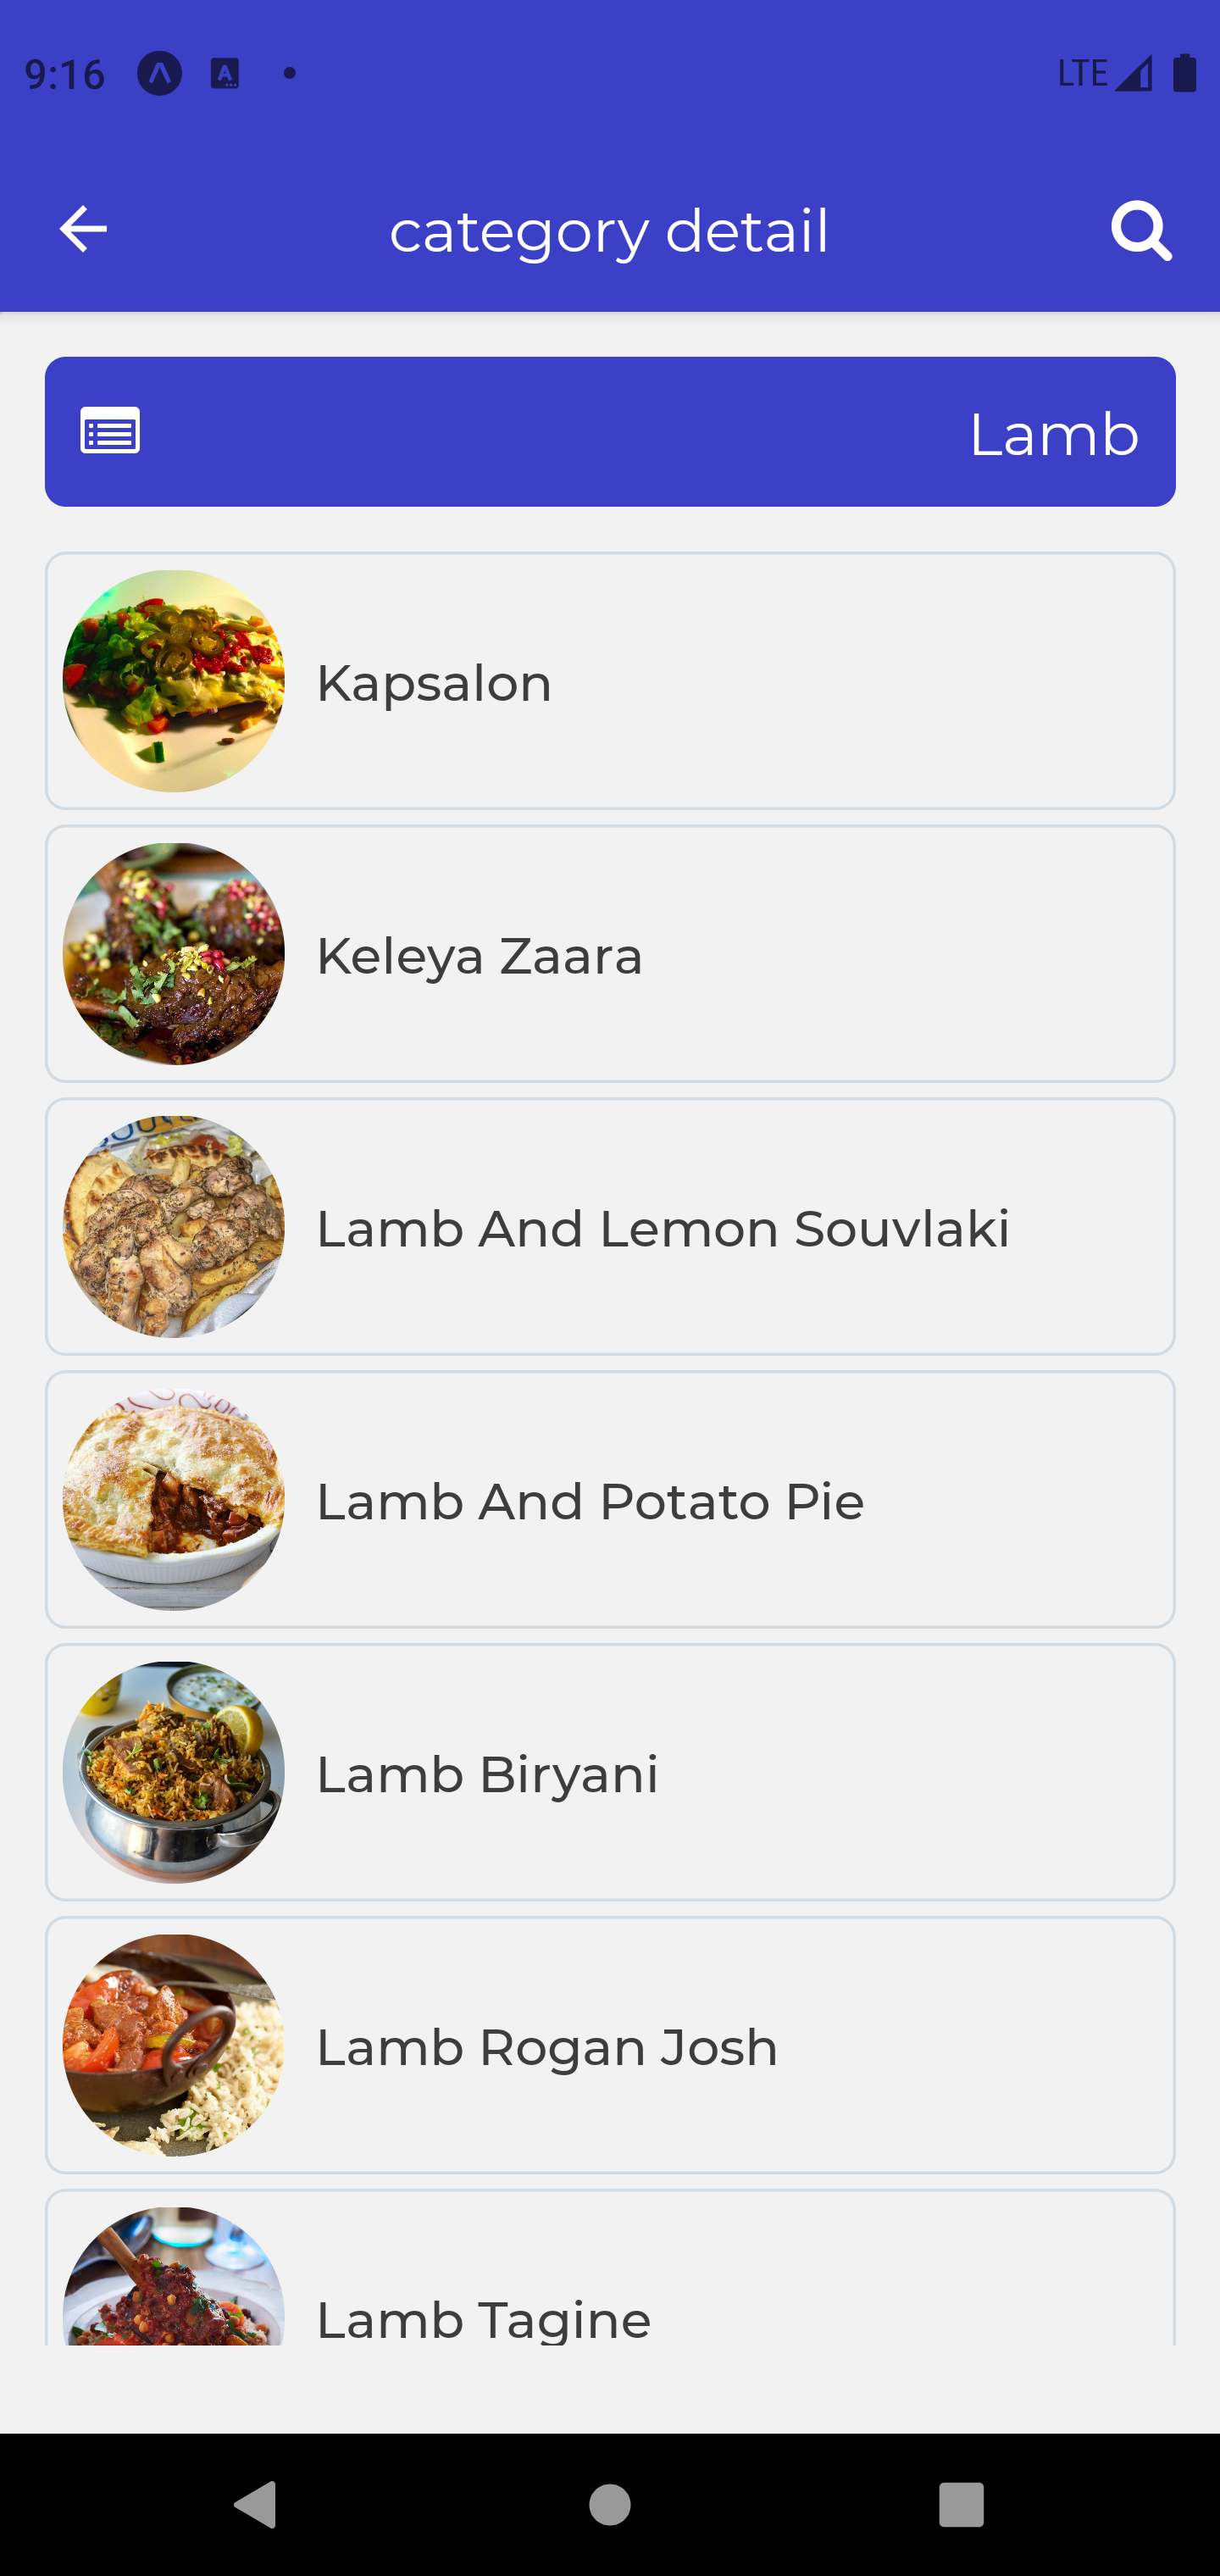 9:16
LTE
category detail
Lamb
Kapsalon
Keleya Zaara
Lamb And Lemon Souvlaki
Lamb And Potato Pie
Lamb Biryani
Lamb Rogan Josh
Lamb Tagine